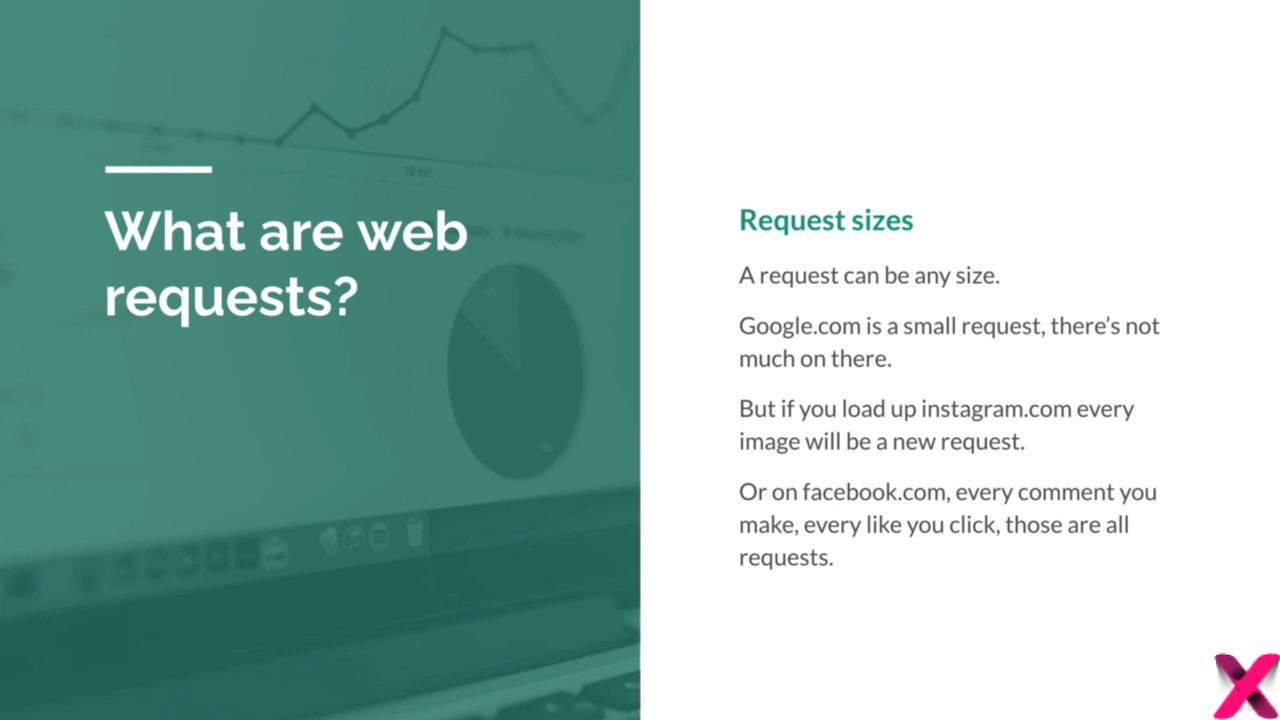 What are web
requests?
Request sizes
A request can be any size.
Google.com is a small request, there’s not
much on there.
But if you load up instagram.com every
image will be a new request.
Or on facebook.com, every comment you
make, every like you click, those are all
requests.